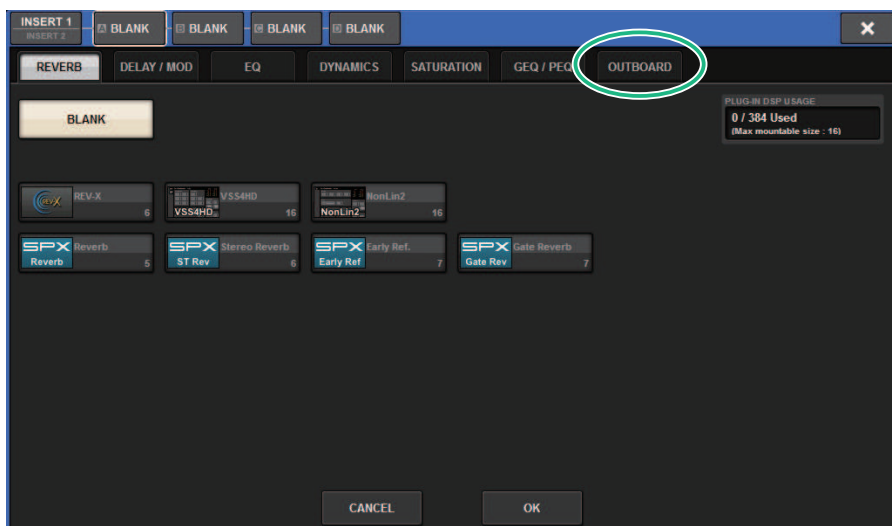 INSERT 1
INSERT 2
A BLANK
B BLANK
C BLANK
D BLANK
REVERB
DELAY / MOD
EQ
DYNAMICS
SATURATION
GEQ / PEQ
OUTBOARD
PLUG-IN DSP USAGE
0 / 384 Used
(Max mountable size : 16)
BLANK
REV-X
REV-X
6
VSS4HD
VSS4HD
16
NonLin2
NonLin2
16
SPX
Reverb
Reverb
5
SPX
ST Rev
Stereo Reverb
6
SPX
Early Ref
Early Ref.
7
SPX
Gate Rev
Gate Reverb
7
CANCEL
OK